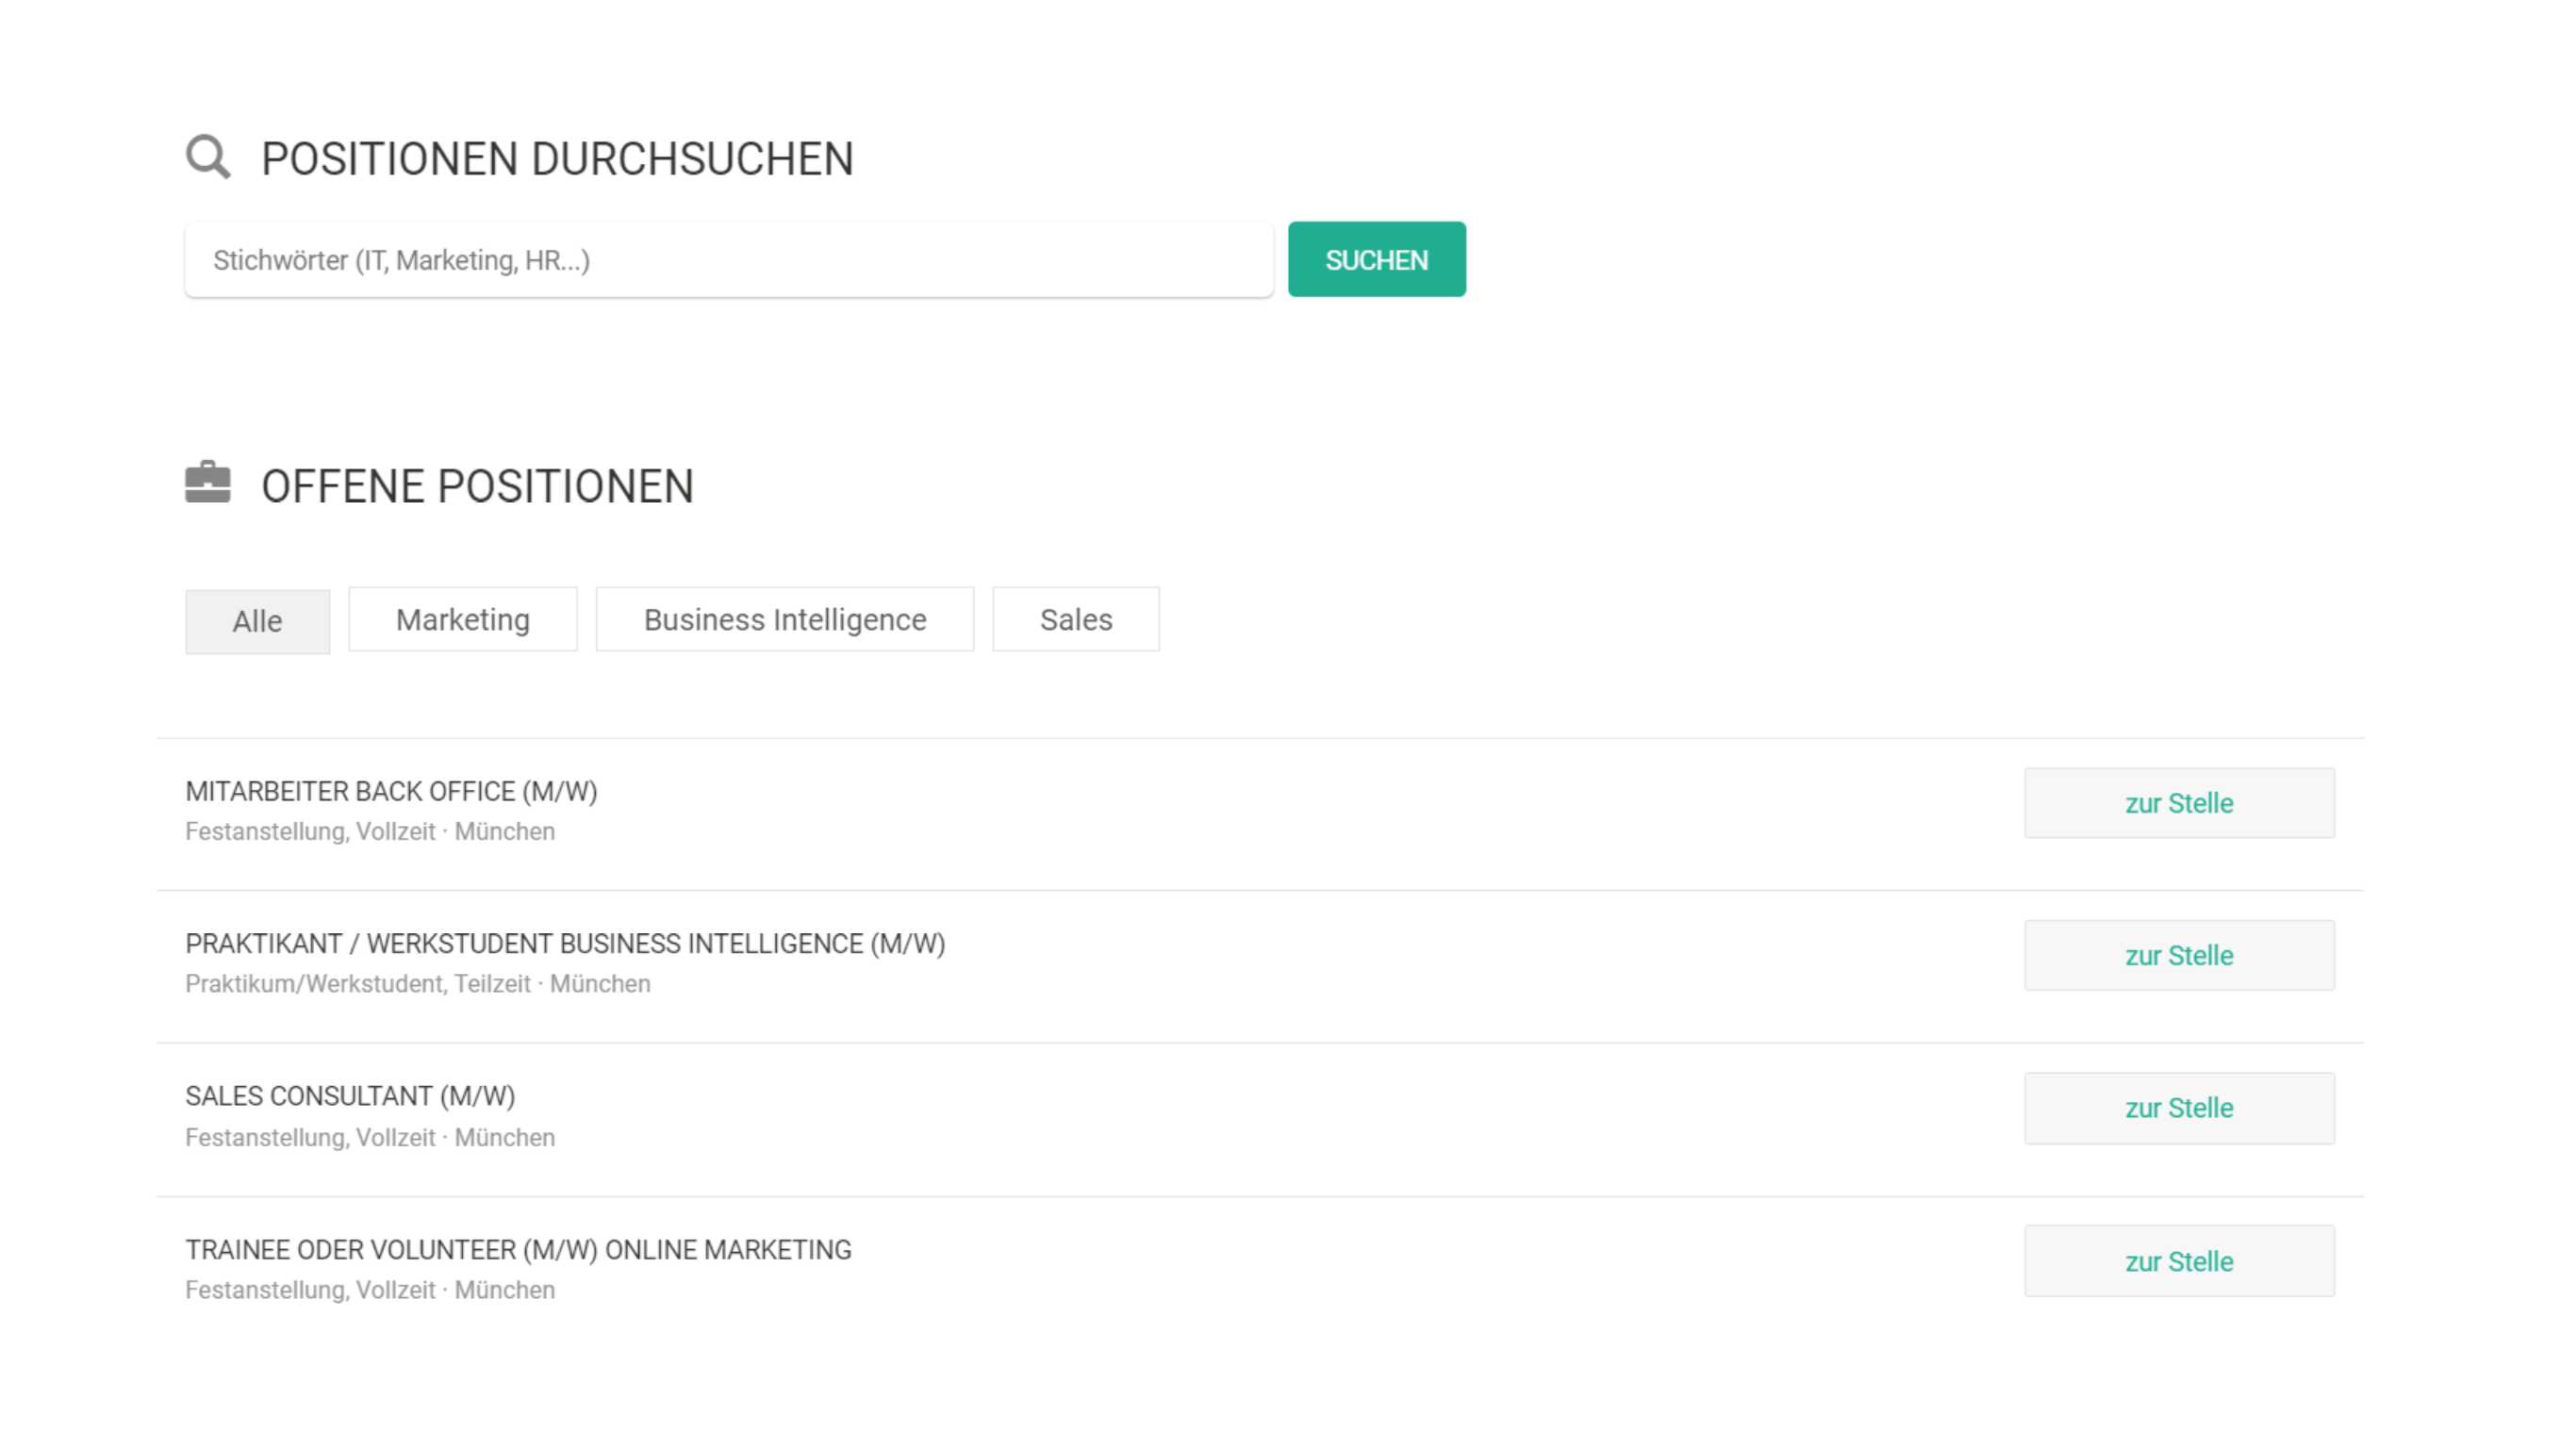 POSITIONEN DURCHSUCHEN
Stichwörter (IT, Marketing, HR...)
SUCHEN
OFFENE POSITIONEN
Alle
Marketing
Business Intelligence
Sales
MITARBEITER BACK OFFICE (M/W)
Festanstellung, Vollzeit · München
zur Stelle
PRAKTIKANT / WERKSTUDENT BUSINESS INTELLIGENCE (M/W)
Praktikum/Werkstudent, Teilzeit · München
zur Stelle
SALES CONSULTANT (M/W)
Festanstellung, Vollzeit · München
zur Stelle
TRAINEE ODER VOLUNTEER (M/W) ONLINE MARKETING
Festanstellung, Vollzeit · München
zur Stelle